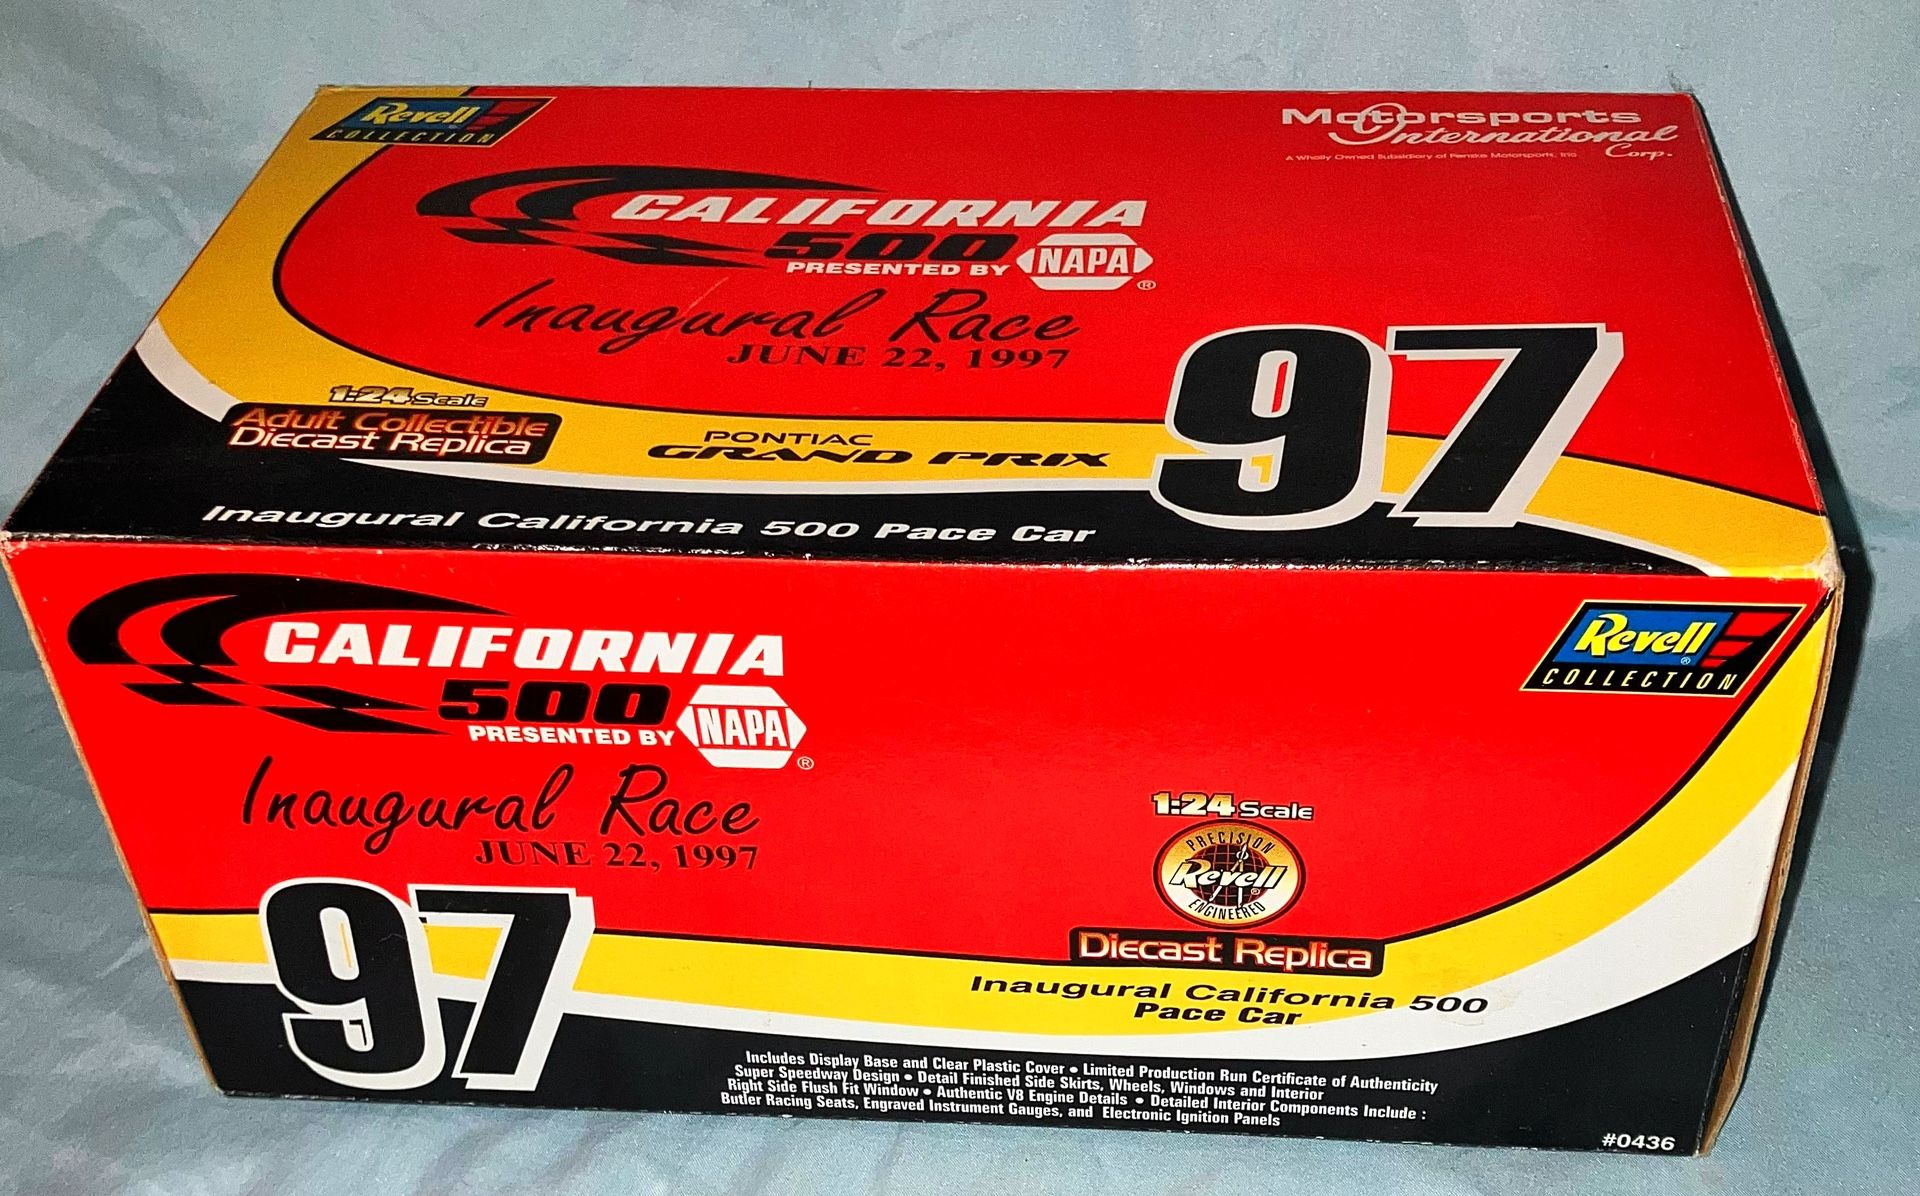 Revell
COLLECTION
Motorsports
International
Corp.
A Wholly Owned Subsidiary of Penske Motorsports, Inc.
CALIFORNIA
500
PRESENTED BY NAPA®
Inaugural Race
JUNE 22, 1997
97
1:24 Scale
Adult Collectible
Diecast Replica
PONTIAC
GRAND PRIX
Inaugural California 500 Pace Car
CALIFORNIA
500
PRESENTED BY NAPA®
Inaugural Race
JUNE 22, 1997
97
Revell®
COLLECTION
1:24 Scale
PRECISION
Revell®
ENGINEERED
Diecast Replica
Inaugural California 500
Pace Car
Includes Display Base and Clear Plastic Cover • Limited Production Run Certificate of Authenticity
Super Speedway Design • Detail Finished Side Skirts, Wheels, Windows and Interior
Right Side Flush Fit Window • Authentic V8 Engine Details • Detailed Interior Components Include :
Butler Racing Seats, Engraved Instrument Gauges, and Electronic Ignition Panels
#0436